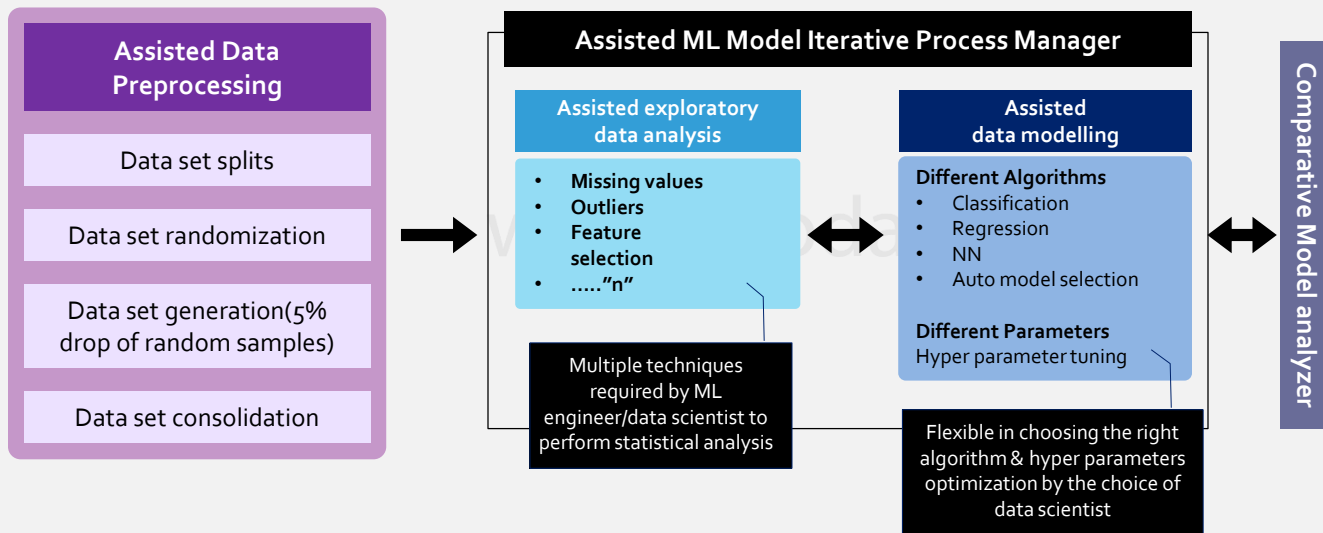 Assisted Data
Preprocessing
Data set splits
Data set randomization
Data set generation(5%
drop of random samples)
Data set consolidation
Assisted ML Model Iterative Process Manager
Assisted exploratory
data analysis
• Missing values
• Outliers
• Feature
selection
• .....”n”
Multiple techniques
required by ML
engineer/data scientist to
perform statistical analysis
Assisted
data modelling
Different Algorithms
• Classification
• Regression
• NN
• Auto model selection
Different Parameters
Hyper parameter tuning
Flexible in choosing the right
algorithm & hyper parameters
optimization by the choice of
data scientist
Comparative Model analyzer